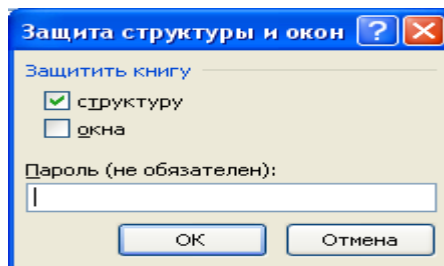 Защита структуры и окон
Защитить книгу
структуру
окна
Пароль (не обязателен):
ОК
Отмена